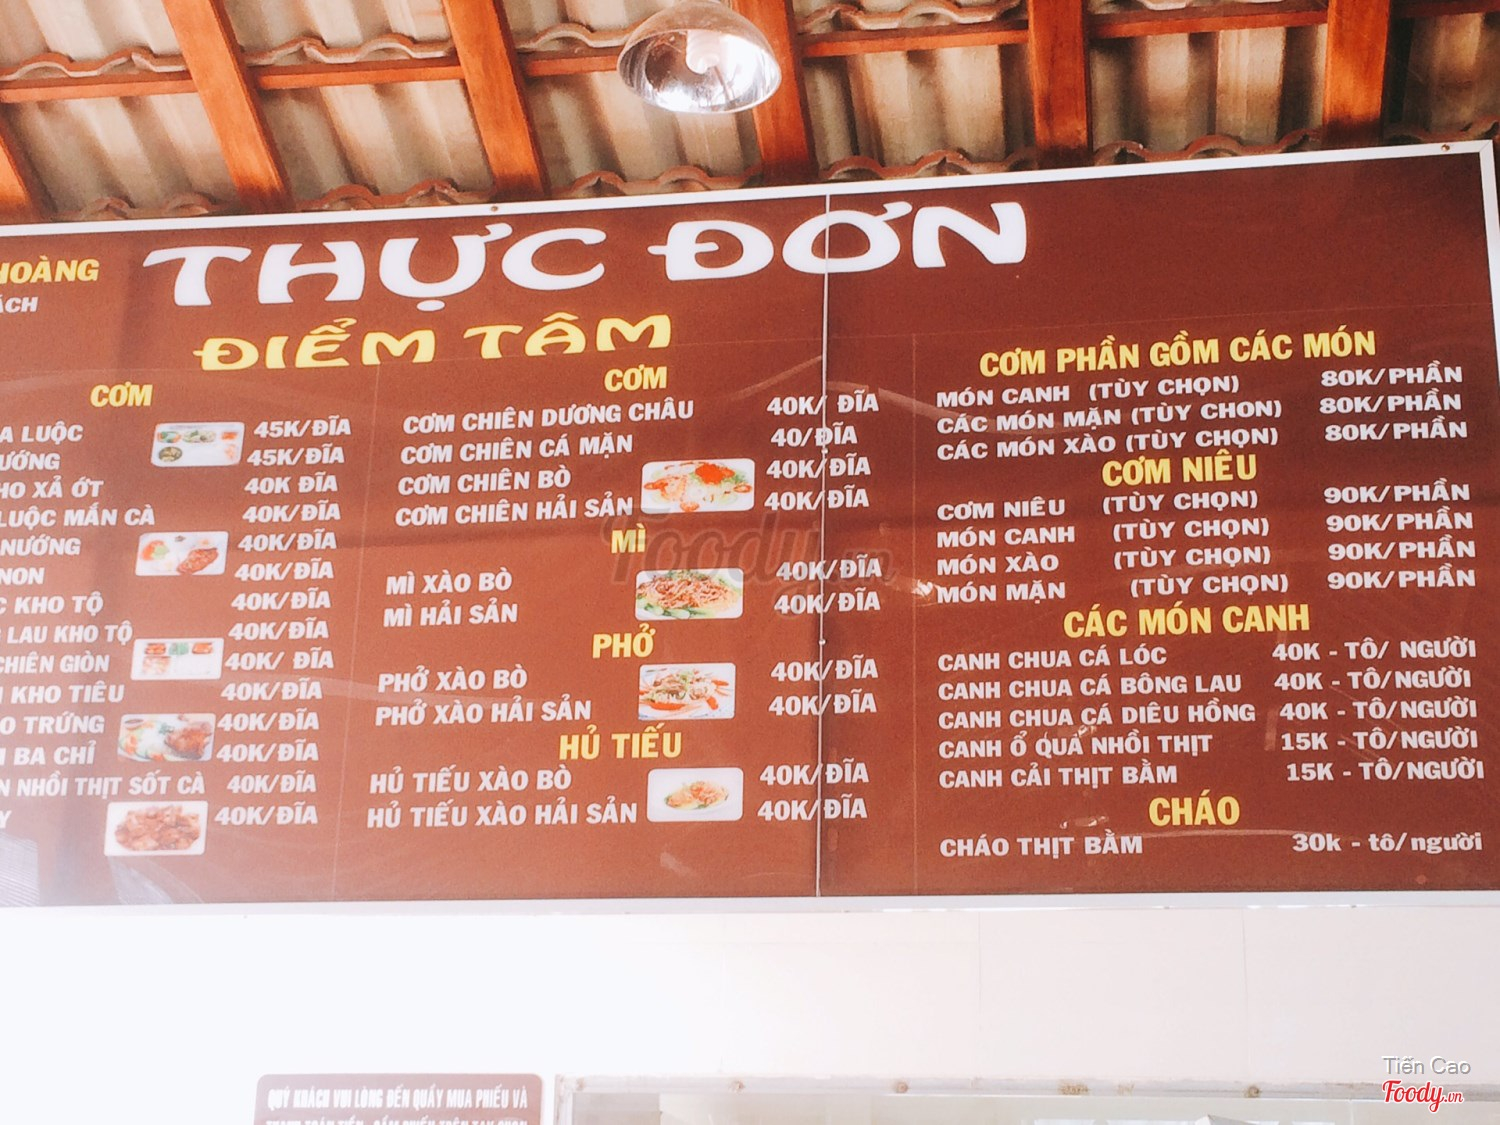 HOÀNG
ÁCH
THỰC ĐƠN
ĐIỂM TÂM
CƠM
A LUỘC 45K/ĐĨA
ƯỚNG 45K/ĐĨA
HO XẢ ỚT 40K ĐĨA
LUỘC MẮN CÀ 40K/ĐĨA
NƯỚNG 40K/ĐĨA
NON 40K/ĐĨA
C KHO TỘ 40K/ĐĨA
LAU KHO TỘ 40K/ĐĨA
CHIÊN GIÒN 40K/ ĐĨA
KHO TIÊU 40K/ĐĨA
O TRỨNG 40K/ĐĨA
BA CHỈ 40K/ĐĨA
N NHỒI THỊT SỐT CÀ 40K/ĐĨA
Y 40K/ĐĨA
CƠM
CƠM CHIÊN DƯƠNG CHÂU 40K/ ĐĨA
CƠM CHIÊN CÁ MẶN 40/ĐĨA
CƠM CHIÊN BÒ 40K/ĐĨA
CƠM CHIÊN HẢI SẢN 40K/ĐĨA
MÌ
MÌ XÀO BÒ 40K/ĐĨA
MÌ HẢI SẢN 40K/ĐĨA
PHỞ
PHỞ XÀO BÒ 40K/ĐĨA
PHỞ XÀO HẢI SẢN 40K/ĐĨA
HỦ TIẾU
HỦ TIẾU XÀO BÒ 40K/ĐĨA
HỦ TIẾU XÀO HẢI SẢN 40K/ĐĨA
CƠM PHẦN GỒM CÁC MÓN
MÓN CANH (TÙY CHỌN) 80K/PHẦN
CÁC MÓN MẶN (TÙY CHON) 80K/PHẦN
CÁC MÓN XÀO (TÙY CHỌN) 80K/PHẦN
CƠM NIÊU
CƠM NIÊU (TÙY CHỌN) 90K/PHẦN
MÓN CANH (TÙY CHỌN) 90K/PHẦN
MÓN XÀO (TÙY CHỌN) 90K/PHẦN
MÓN MẶN (TÙY CHỌN) 90K/PHẦN
CÁC MÓN CANH
CANH CHUA CÁ LÓC 40K - TÔ/ NGƯỜI
CANH CHUA CÁ BÔNG LAU 40K - TÔ/NGƯỜI
CANH CHUA CÁ DIÊU HỒNG 40K - TÔ/NGƯỜI
CANH Ổ QUA NHỒI THỊT 15K - TÔ/NGƯỜI
CANH CẢI THỊT BẰM 15K - TÔ/NGƯỜI
CHÁO
CHÁO THỊT BẰM 30k - tô/người
Foody.vn
QUÝ KHÁCH VUI LÒNG ĐẾN QUẦY MUA PHIẾU VÀ
Tiến Cao
Foody.vn